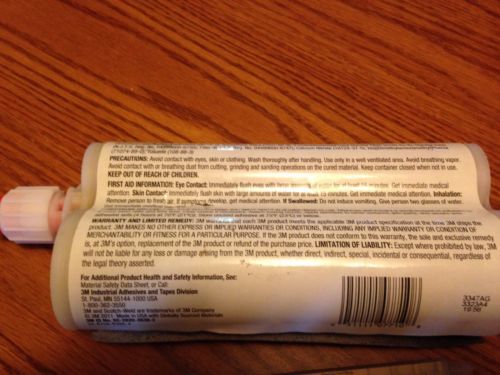 PRECAUTIONS: Avoid contact with eyes, skin or clothing. Wash thoroughly after handling. Use only in a well ventilated area. Avoid breathing vapor.
Avoid contact with or breathing dust from cutting, grinding and sanding operations on the cured material. Keep container closed when not in use.
KEEP OUT OF REACH OF CHILDREN.
FIRST AID INFORMATION: Eye Contact: Immediately flush eyes with large amounts of water for at least 15 minutes. Get immediate medical
attention. Skin Contact: Immediately flush skin with large amounts of water for at least 15 minutes. Get immediate medical attention. Inhalation:
Remove person to fresh air. If symptoms develop, get medical attention. If Swallowed: Do not induce vomiting. Give person two glasses of water.
WARRANTY AND LIMITED REMEDY: 3M warrants that each 3M product meets the applicable 3M product specification at the time 3M ships the
product. 3M MAKES NO OTHER EXPRESS OR IMPLIED WARRANTIES OR CONDITIONS, INCLUDING ANY IMPLIED WARRANTY OR CONDITION OF
MERCHANTABILITY OR FITNESS FOR A PARTICULAR PURPOSE. If the 3M product does not conform to this warranty, the sole and exclusive remedy
is, at 3M's option, replacement of the 3M product or refund of the purchase price. LIMITATION OF LIABILITY: Except where prohibited by law, 3M
will not be liable for any loss or damage arising from the 3M product, whether direct, indirect, special, incidental or consequential, regardless of
the legal theory asserted.
For Additional Product Health and Safety Information, See:
Material Safety Data Sheet, or Call:
3M Industrial Adhesives and Tapes Division
St. Paul, MN 55144-1000 USA
1-800-362-3550
3M and Scotch-Weld are trademarks of 3M Company
© 3M 2011 Made in USA with Globally Sourced Materials
3347AG
3323A4
19:56